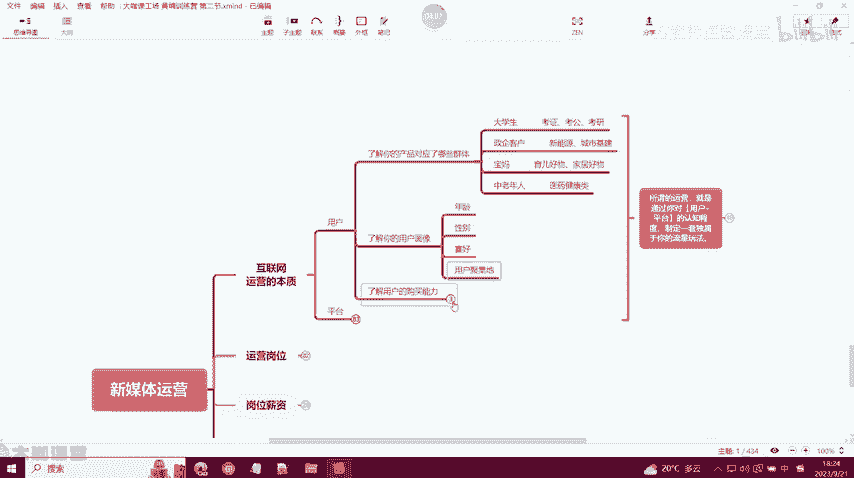 文件 编辑 插入 查看 帮助
.xmind - 已编辑
思维导图 大纲 主题 子主题 联系 概要 外框 笔记 ZEN 分享
bilibili
大学生 考证、考公、考研
了解你的产品对应了哪些群体
政企客户 新能源、城市基建
宝妈 育儿好物、家居好物
中老年人 医药健康类
所谓的运营,就是
通过你对【用户+
平台】的认知程
度,制定一套独属
于你的流量玩法。
用户
年龄
性别
了解你的用户画像
喜好
用户聚集地
互联网
运营的本质
了解用户的购买能力
平台
运营岗位
新媒体运营
岗位薪资
大咖课堂
主题: 1 / 434
100%
搜索
20°C 多云
中
18:24
2023/9/21